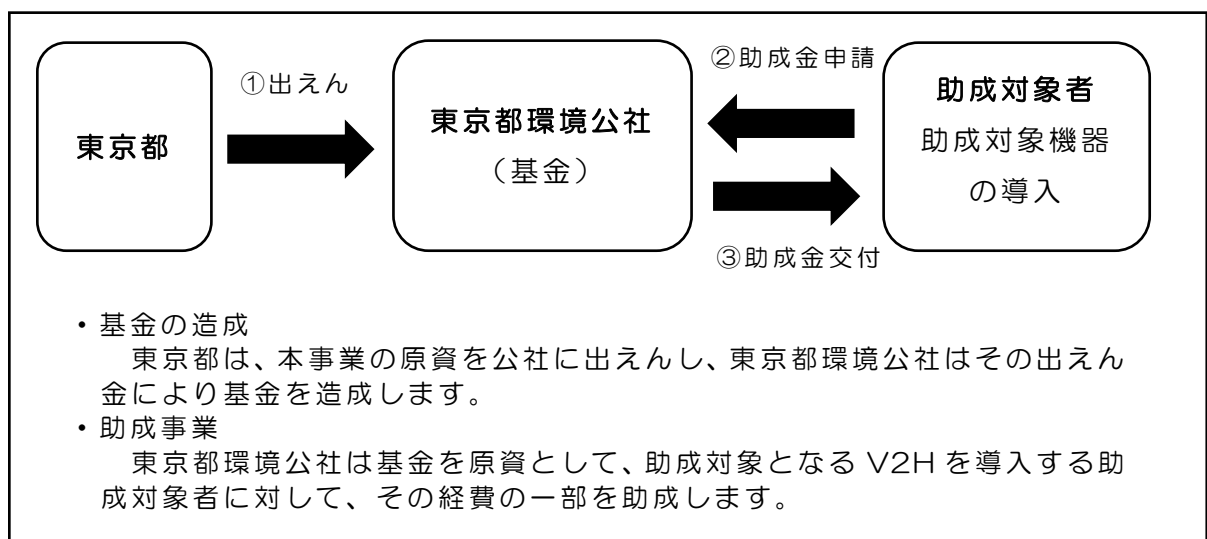 東京都
①出えん
東京都環境公社
（基金）
②助成金申請
③助成金交付
助成対象者
助成対象機器
の導入
・基金の造成
東京都は、本事業の原資を公社に出えんし、東京都環境公社はその出えん
金により基金を造成します。
・助成事業
東京都環境公社は基金を原資として、助成対象となる V2H を導入する助
成対象者に対して、その経費の一部を助成します。